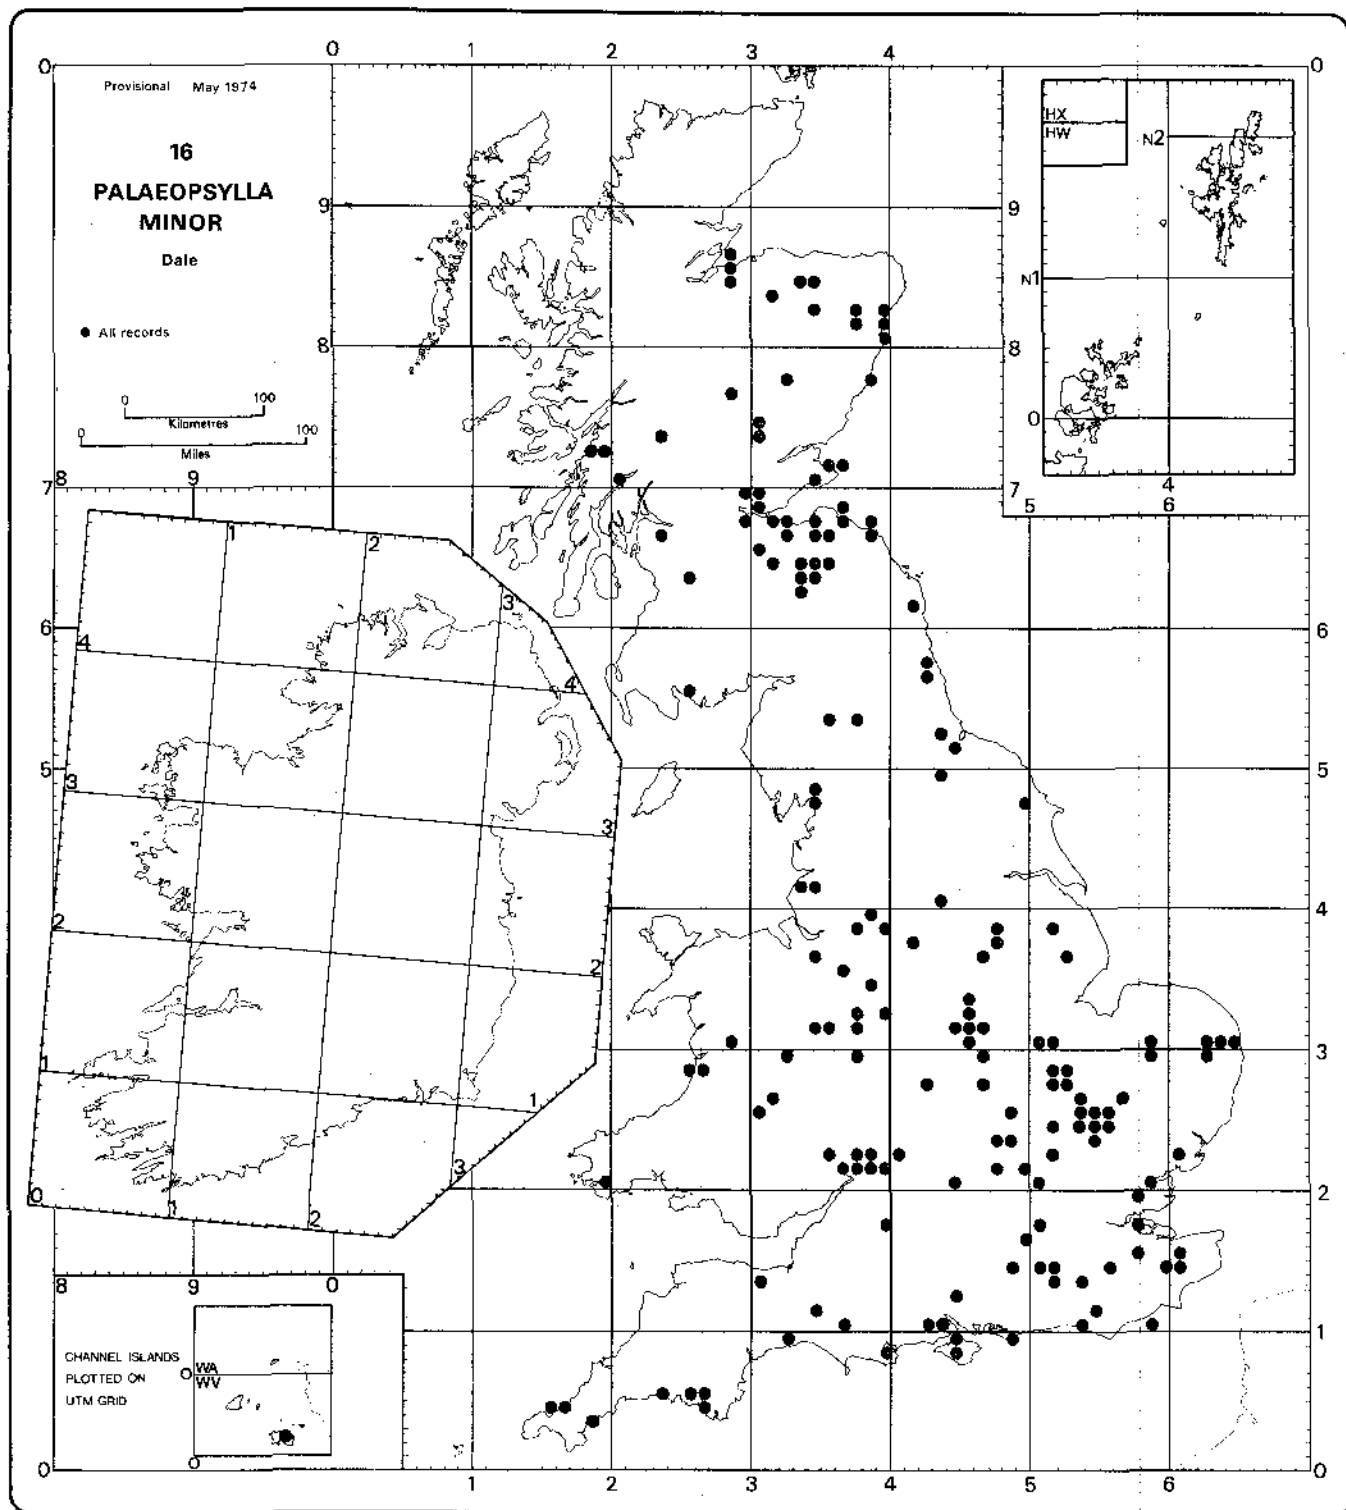 0 1 2 3 4
0 0
Provisional May 1974
16
PALAEOPSYLLA
MINOR
Dale
● All records
0 100
Kilometres
0 100
Miles
HX
HW
N2
N1
0
4
5 6
9 9
8 8
8 9 7 7
1 2 3
6 4 4 6
5 3 3 5
2 2 4 4
1 1 3 3
0 1 2 3 2 2
8 9 0
1 1
CHANNEL ISLANDS
PLOTTED ON
UTM GRID
0
WA
WV
0
0 1 2 3 4 5 6 0